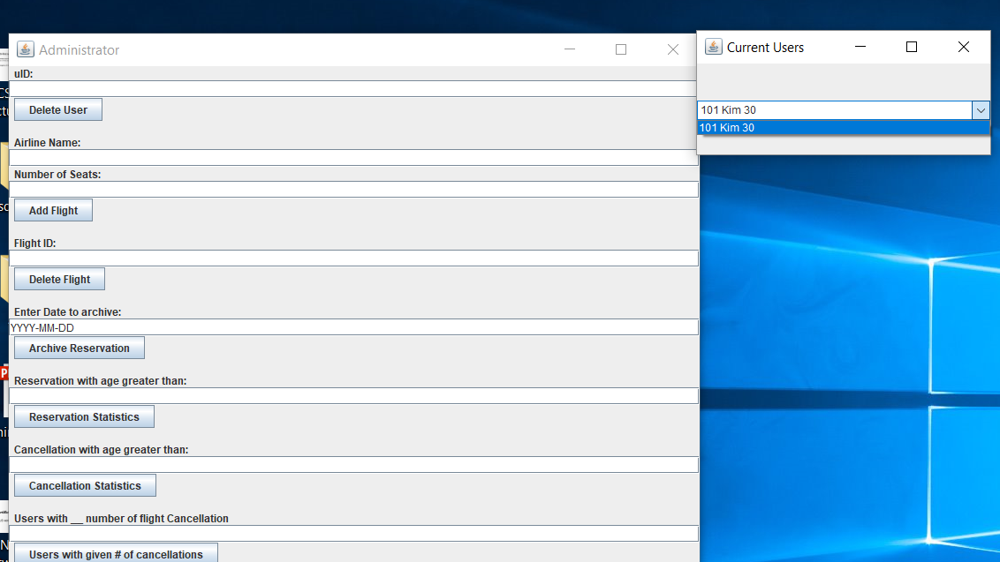 Administrator
uID:
Delete User
Airline Name:
Number of Seats:
Add Flight
Flight ID:
Delete Flight
Enter Date to archive:
YYYY-MM-DD
Archive Reservation
Reservation with age greater than:
Reservation Statistics
Cancellation with age greater than:
Cancellation Statistics
Users with __ number of flight Cancellation
Users with given # of cancellations
Current Users
101 Kim 30
101 Kim 30